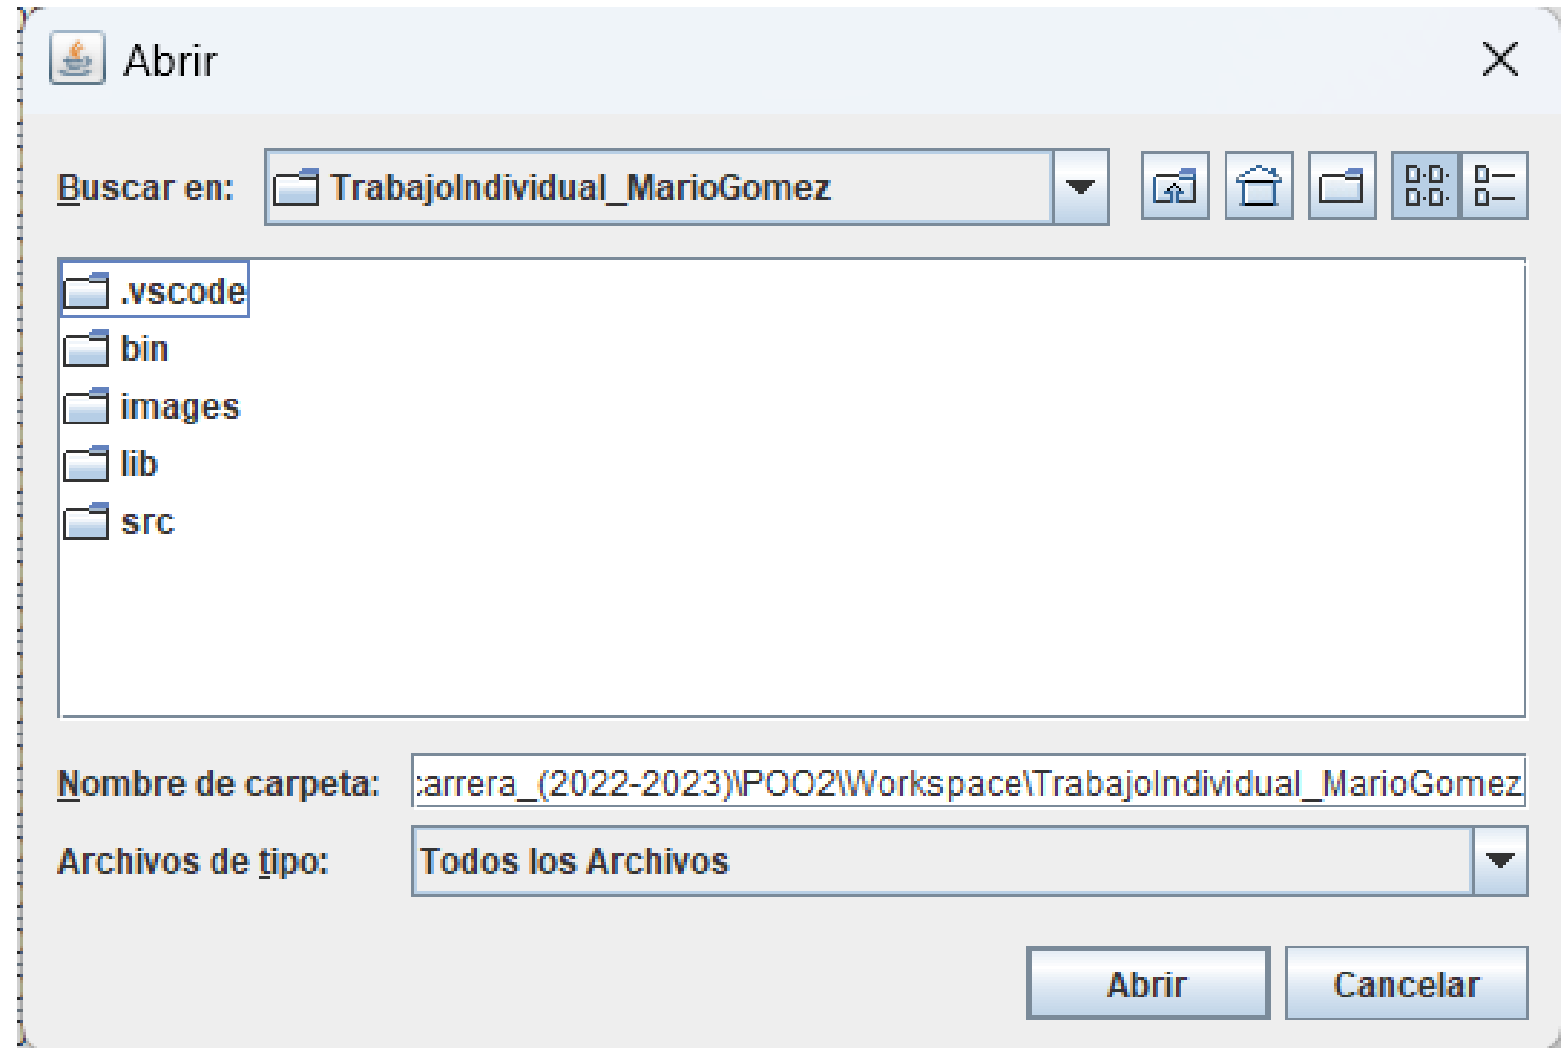 Abrir
Buscar en: TrabajoIndividual_MarioGomez
.vscode
bin
images
lib
src
Nombre de carpeta: carrera_(2022-2023)\POO2\Workspace\TrabajoIndividual_MarioGomez
Archivos de tipo: Todos los Archivos
Abrir Cancelar